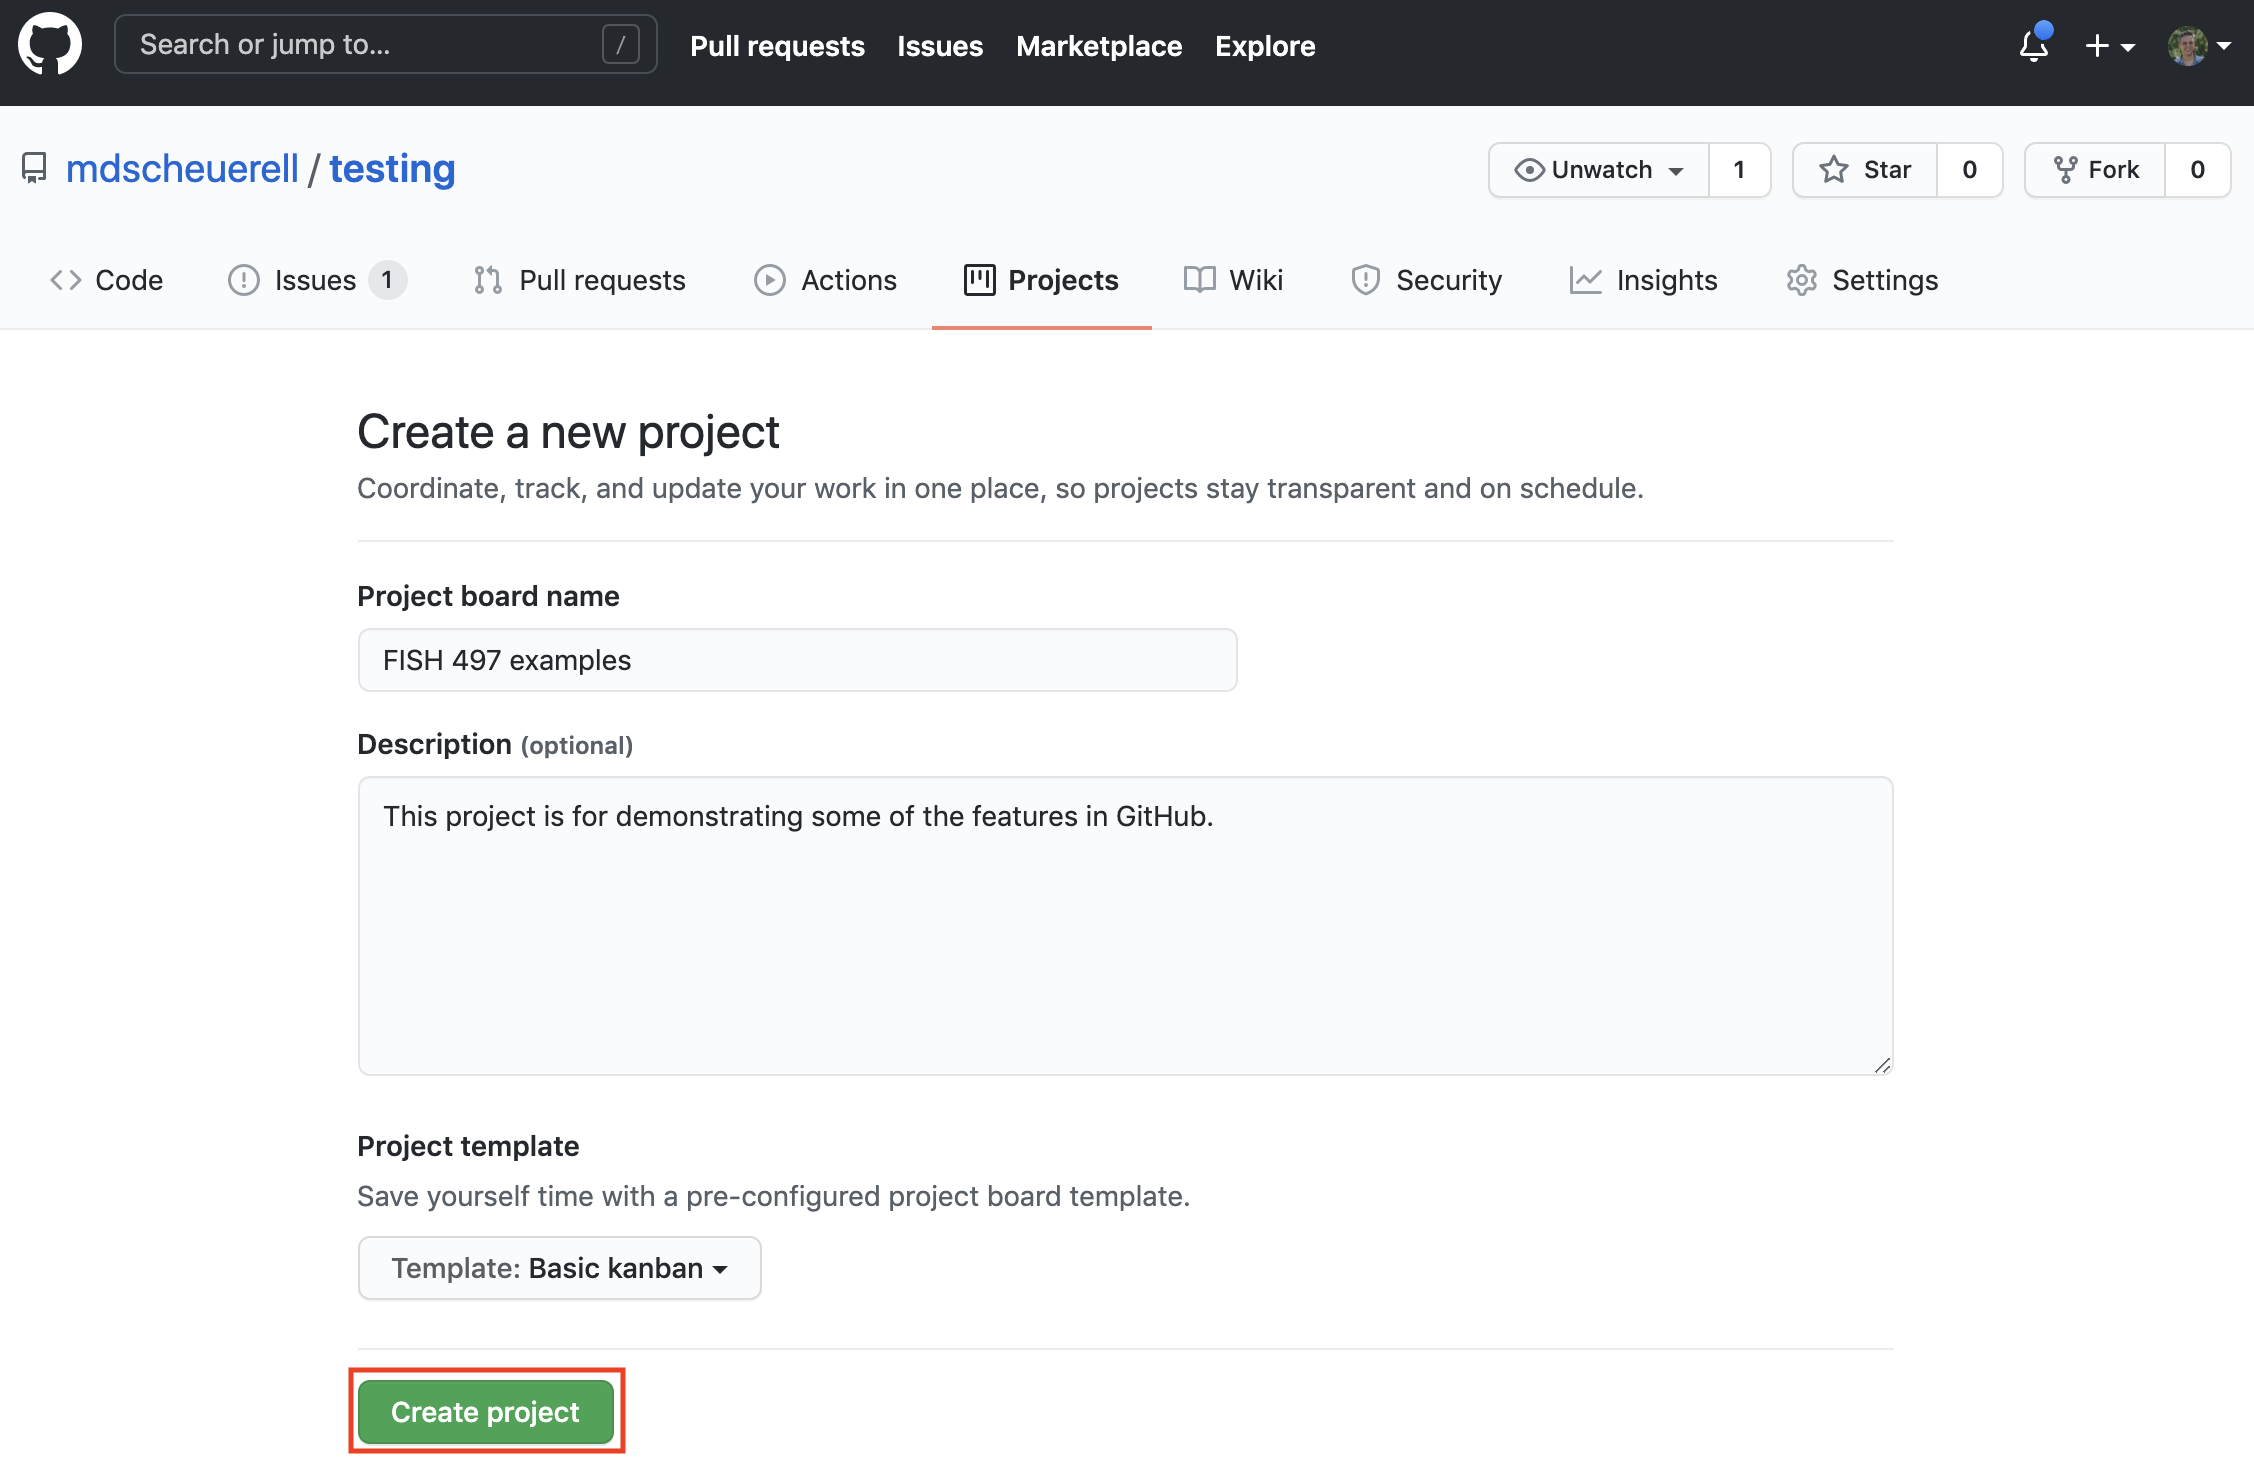 Search or jump to... / Pull requests Issues Marketplace Explore
mdscheuerell / testing Unwatch 1 Star 0 Fork 0
Code Issues 1 Pull requests Actions Projects Wiki Security Insights Settings
Create a new project
Coordinate, track, and update your work in one place, so projects stay transparent and on schedule.
Project board name
FISH 497 examples
Description (optional)
This project is for demonstrating some of the features in GitHub.
Project template
Save yourself time with a pre-configured project board template.
Template: Basic kanban
Create project